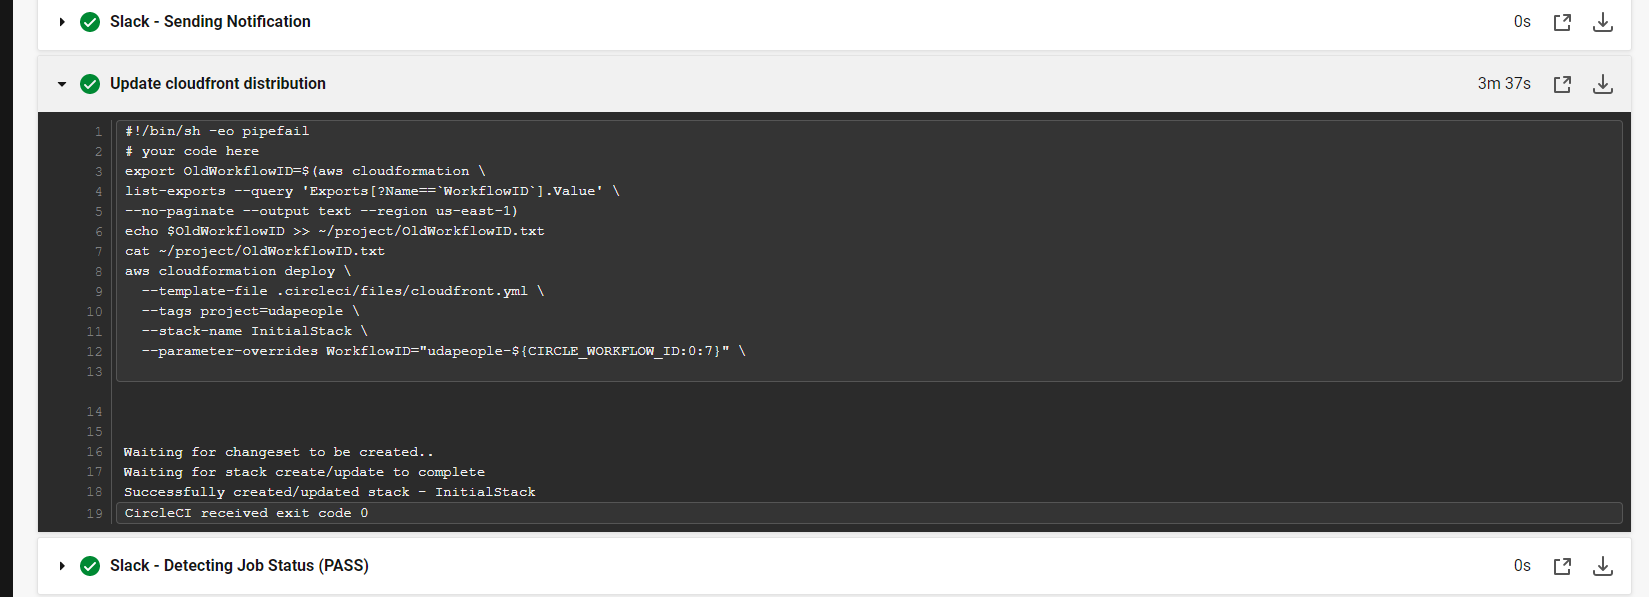 Slack - Sending Notification
0s
Update cloudfront distribution
3m 37s
1 #!/bin/sh -eo pipefail
2 # your code here
3 export OldWorkflowID=$(aws cloudformation \
4 list-exports --query 'Exports[?Name==`WorkflowID`].Value' \
5 --no-paginate --output text --region us-east-1)
6 echo $OldWorkflowID >> ~/project/OldWorkflowID.txt
7 cat ~/project/OldWorkflowID.txt
8 aws cloudformation deploy \
9 --template-file .circleci/files/cloudfront.yml \
10 --tags project=udapeople \
11 --stack-name InitialStack \
12 --parameter-overrides WorkflowID="udapeople-${CIRCLE_WORKFLOW_ID:0:7}" \
13
14
15
16 Waiting for changeset to be created..
17 Waiting for stack create/update to complete
18 Successfully created/updated stack - InitialStack
19 CircleCI received exit code 0
Slack - Detecting Job Status (PASS)
0s